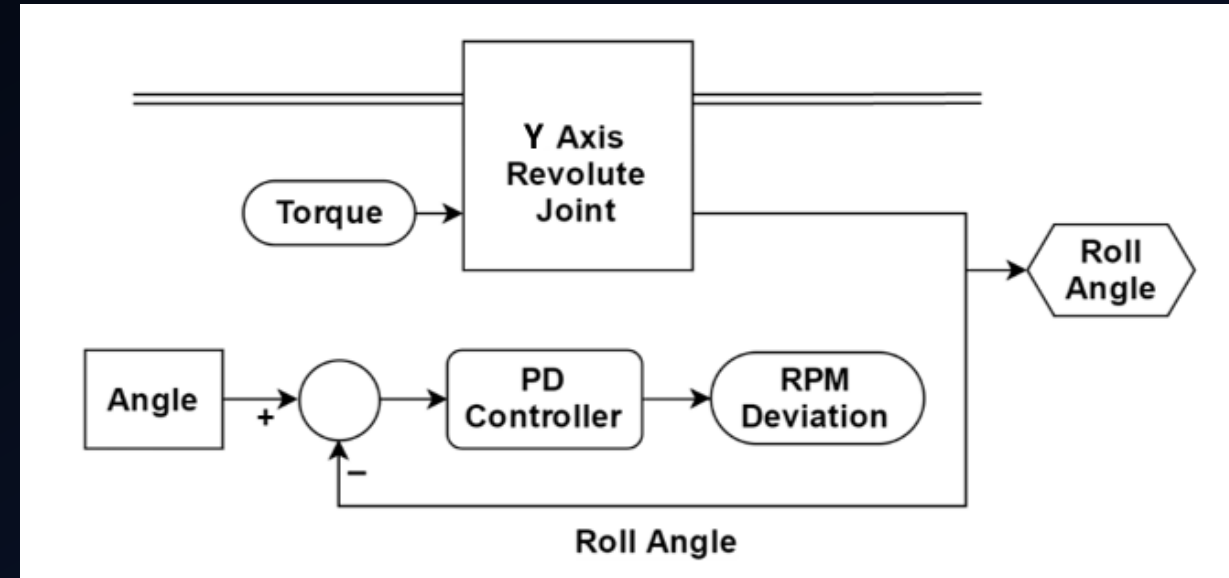 Y Axis
Revolute
Joint
Torque
Roll
Angle
Angle
+
−
PD
Controller
RPM
Deviation
Roll Angle